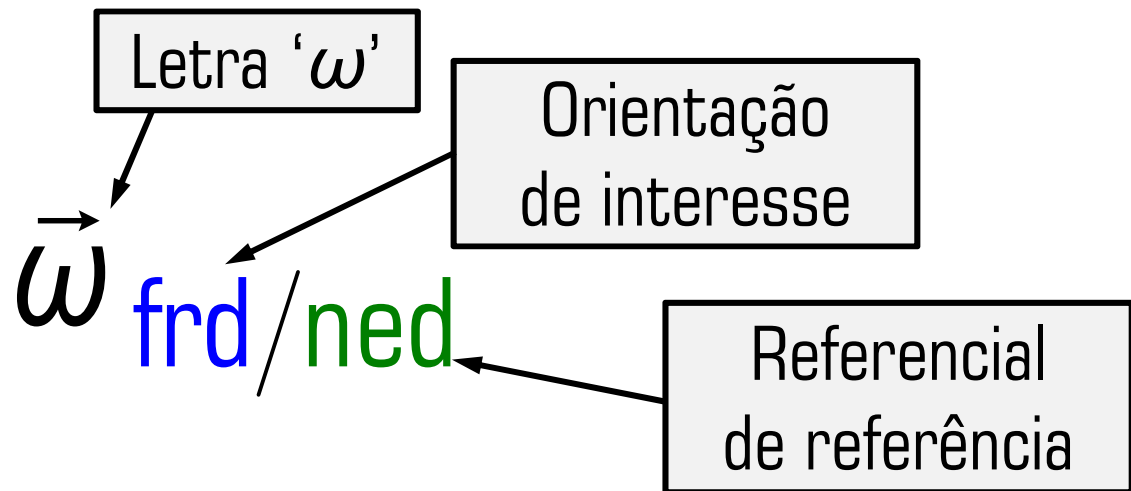 Letra ‘ω’
Orientação
de interesse
ω frd/ned
Referencial
de referência